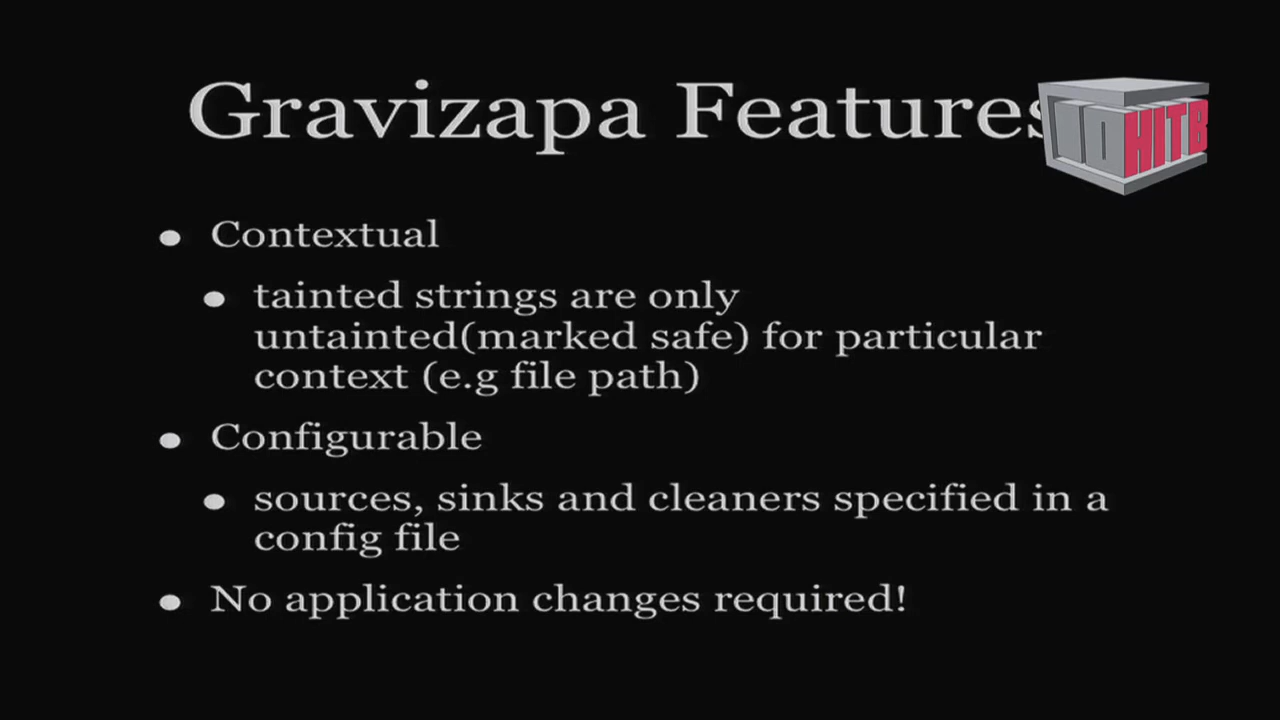 Gravizapa Features
HITB
Contextual
tainted strings are only
untainted(marked safe) for particular
context (e.g file path)
Configurable
sources, sinks and cleaners specified in a
config file
No application changes required!